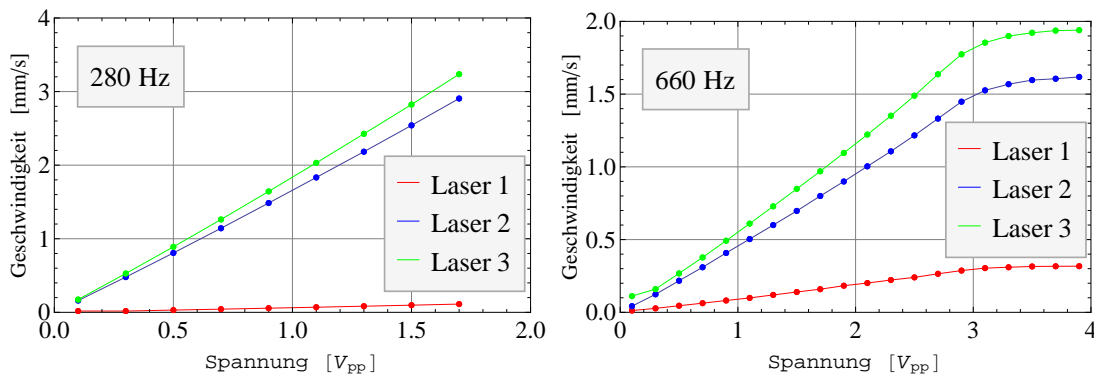 4
3
2
1
0
Geschwindigkeit [mm/s]
280 Hz
Laser 1
Laser 2
Laser 3
0.0 0.5 1.0 1.5 2.0
Spannung [Vpp]
2.0
1.5
1.0
0.5
0.0
Geschwindigkeit [mm/s]
660 Hz
Laser 1
Laser 2
Laser 3
0 1 2 3 4
Spannung [Vpp]